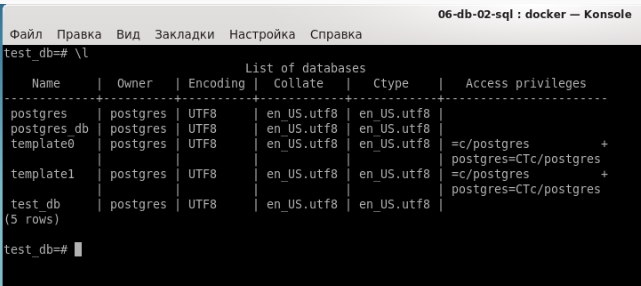 06-db-02-sql : docker — Konsole
Файл Правка Вид Закладки Настройка Справка
test_db=# \l
List of databases
Name | Owner | Encoding | Collate | Ctype | Access privileges
-------------+----------+----------+------------+------------+-----------------------
postgres | postgres | UTF8 | en_US.utf8 | en_US.utf8 |
postgres_db | postgres | UTF8 | en_US.utf8 | en_US.utf8 |
template0 | postgres | UTF8 | en_US.utf8 | en_US.utf8 | =c/postgres +
| | | | | postgres=CTc/postgres
template1 | postgres | UTF8 | en_US.utf8 | en_US.utf8 | =c/postgres +
| | | | | postgres=CTc/postgres
test_db | postgres | UTF8 | en_US.utf8 | en_US.utf8 |
(5 rows)
test_db=#